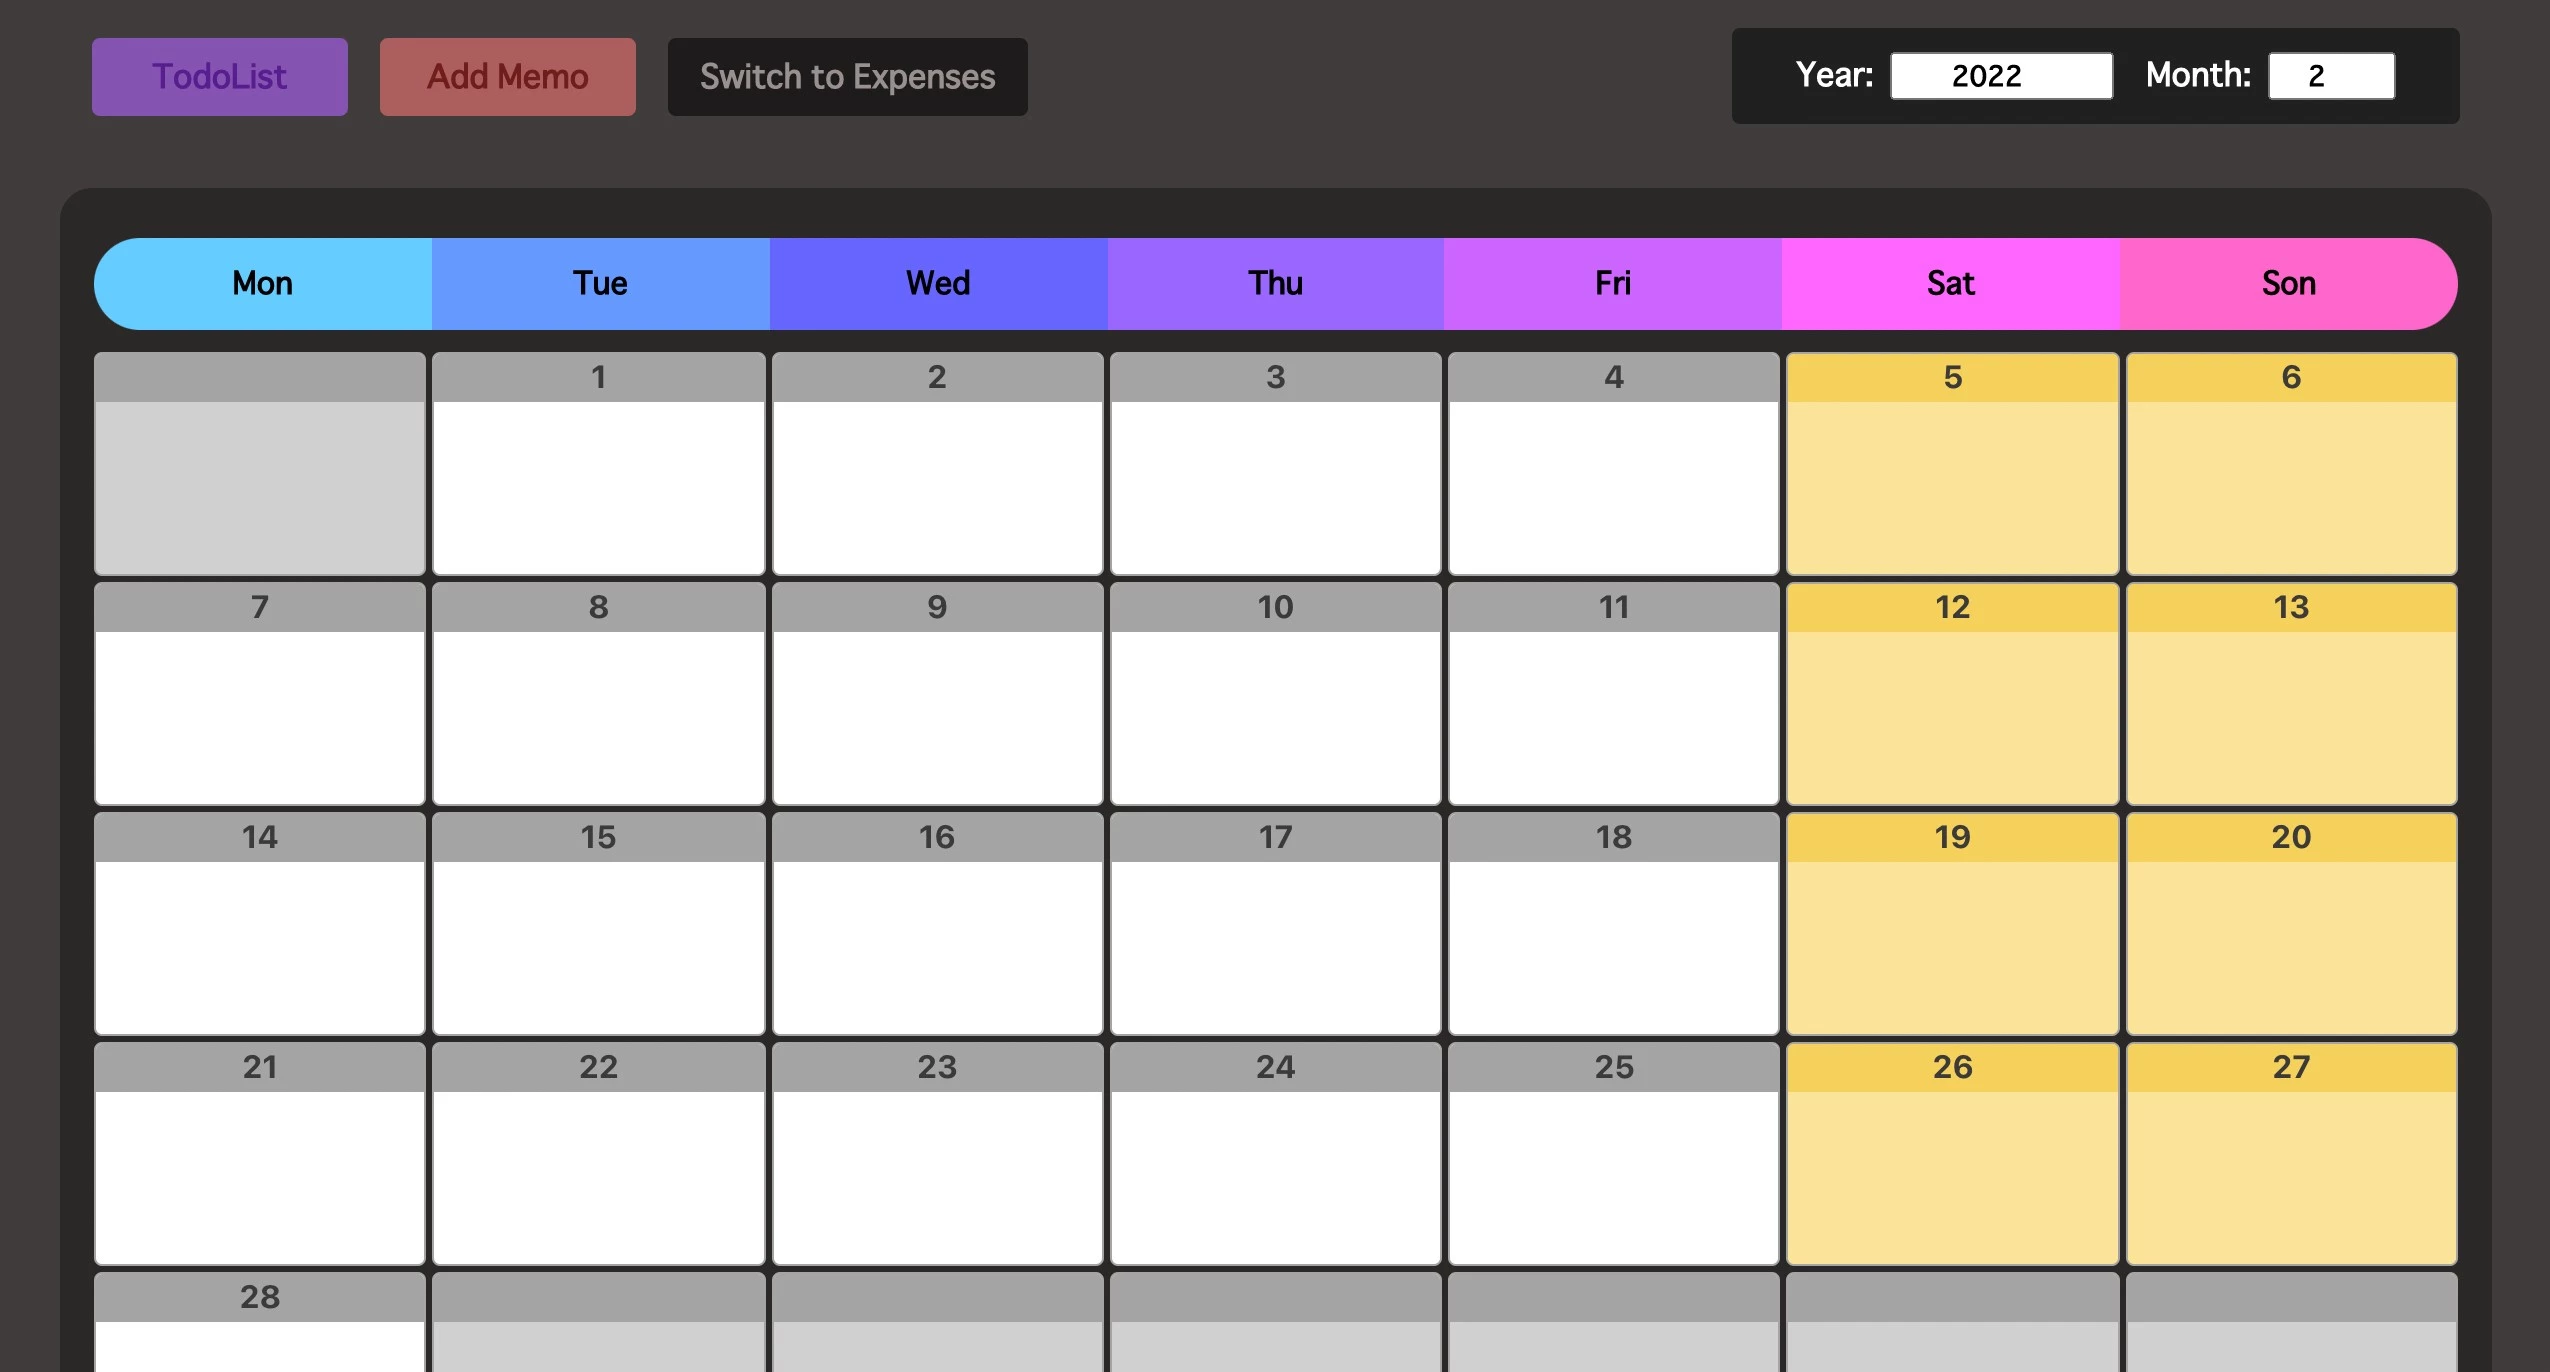 TodoList Add Memo Switch to Expenses Year: 2022 Month: 2
Mon Tue Wed Thu Fri Sat Son
1 2 3 4 5 6
7 8 9 10 11 12 13
14 15 16 17 18 19 20
21 22 23 24 25 26 27
28